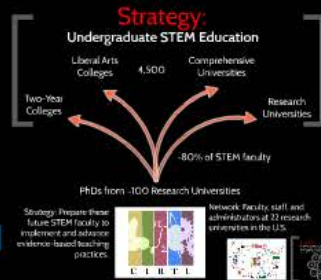 Strategy:
Undergraduate STEM Education
Liberal Arts
Colleges
4,500
Comprehensive
Universities
Two-Year
Colleges
Research
Universities
~80% of STEM faculty
PhDs from ~100 Research Universities
Strategy: Prepare these
future STEM faculty to
implement and advance
evidence-based teaching
practices.
Network: Faculty, staff, and
administrators at 22 research
universities in the U.S.
C I R T L